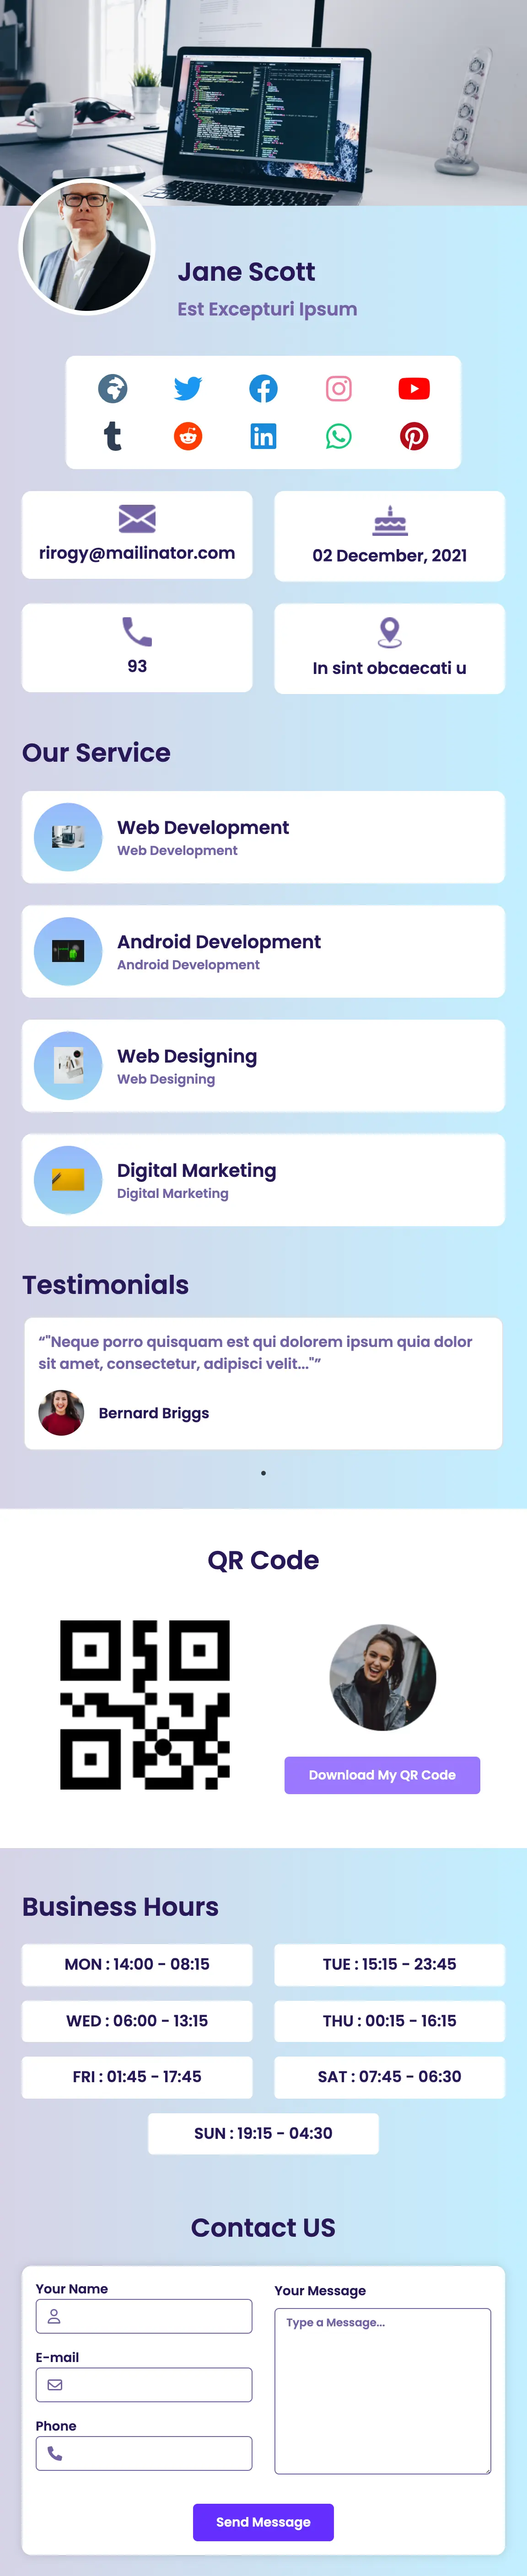 Jane Scott
Est Excepturi Ipsum
rirogy@mailinator.com
02 December, 2021
93
In sint obcaecati u
Our Service
Web Development
Web Development
Android Development
Android Development
Web Designing
Web Designing
Digital Marketing
Digital Marketing
Testimonials
“"Neque porro quisquam est qui dolorem ipsum quia dolor
sit amet, consectetur, adipisci velit..."”
Bernard Briggs
QR Code
Download My QR Code
Business Hours
MON : 14:00 - 08:15
TUE : 15:15 - 23:45
WED : 06:00 - 13:15
THU : 00:15 - 16:15
FRI : 01:45 - 17:45
SAT : 07:45 - 06:30
SUN : 19:15 - 04:30
Contact US
Your Name
Your Message
Type a Message...
E-mail
Phone
Send Message